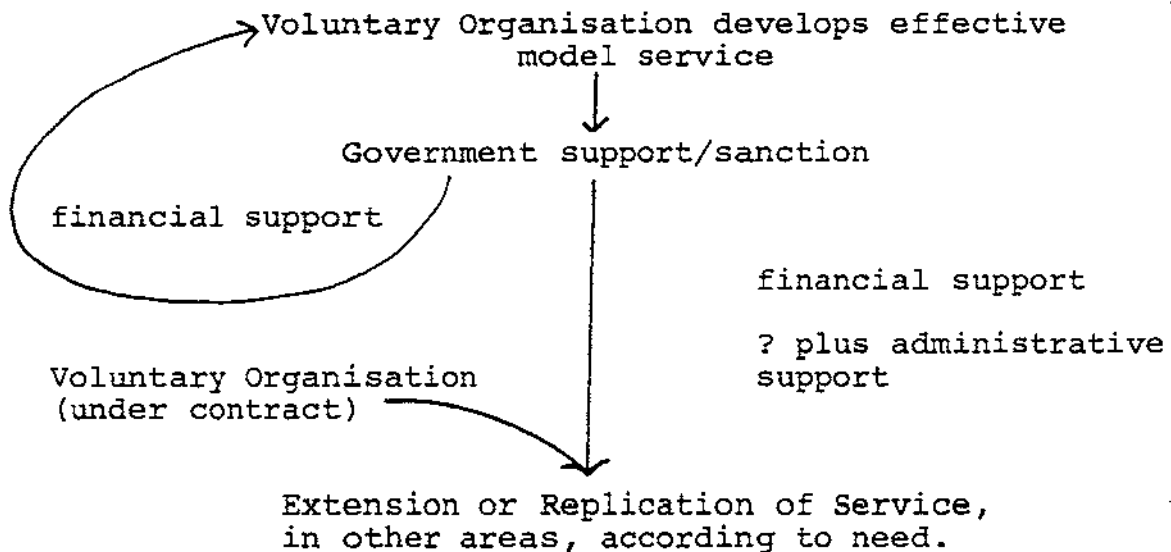 Voluntary Organisation develops effective
model service
Government support/sanction
financial support
financial support
? plus administrative
support
Voluntary Organisation
(under contract)
Extension or Replication of Service,
in other areas, according to need.